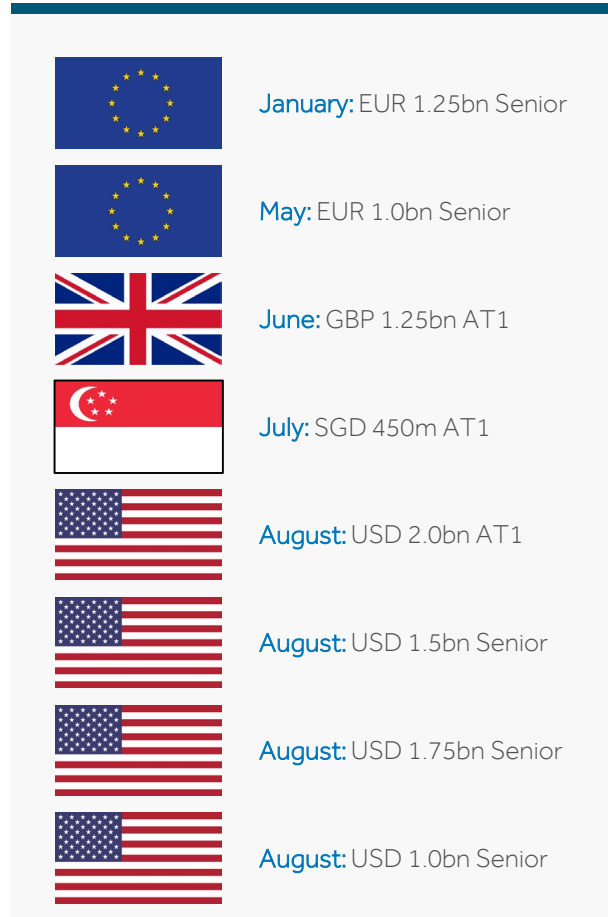 January: EUR 1.25bn Senior
May: EUR 1.0bn Senior
June: GBP 1.25bn AT1
July: SGD 450m AT1
August: USD 2.0bn AT1
August: USD 1.5bn Senior
August: USD 1.75bn Senior
August: USD 1.0bn Senior